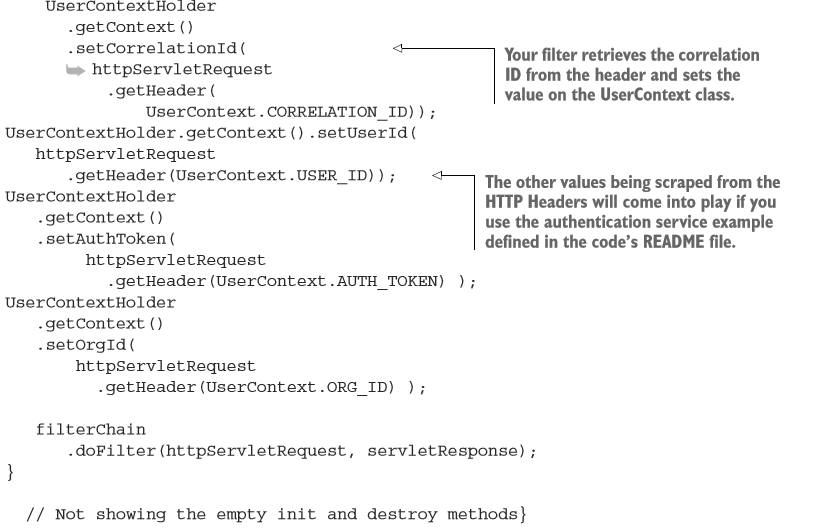 UserContextHolder
.getContext()
.setCorrelationId(
httpServletRequest
.getHeader(
UserContext.CORRELATION_ID));
Your filter retrieves the correlation
ID from the header and sets the
value on the UserContext class.
UserContextHolder.getContext().setUserId(
httpServletRequest
.getHeader(UserContext.USER_ID));
The other values being scraped from the
HTTP Headers will come into play if you
use the authentication service example
defined in the code's README file.
UserContextHolder
.getContext()
.setAuthToken(
httpServletRequest
.getHeader(UserContext.AUTH_TOKEN) );
UserContextHolder
.getContext()
.setOrgId(
httpServletRequest
.getHeader(UserContext.ORG_ID) );
filterChain
.doFilter(httpServletRequest, servletResponse);
}
// Not showing the empty init and destroy methods}